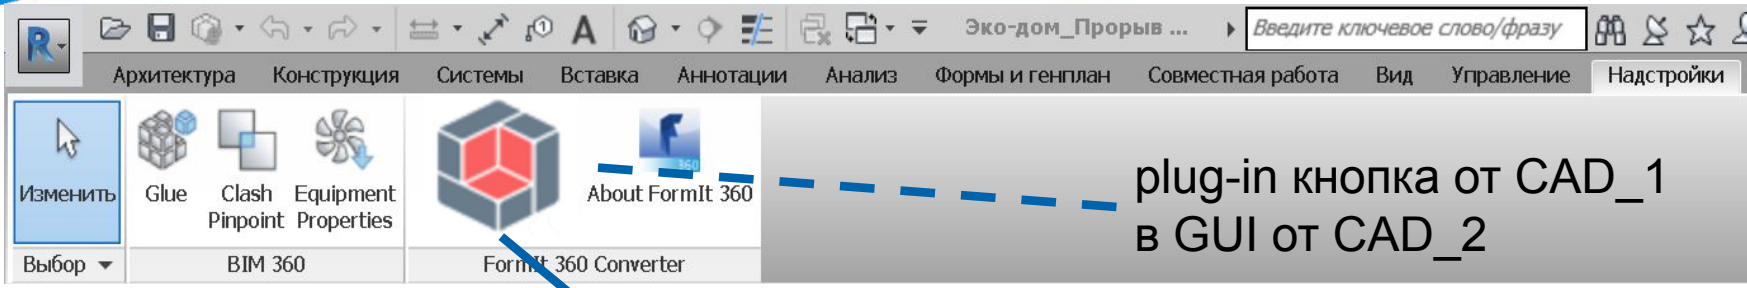 R
1
A
Эко-дом_Прорыв ...
Введите ключевое слово/фразу
Архитектура Конструкция Системы Вставка Аннотации Анализ Формы и генплан Совместная работа Вид Управление Надстройки
F
360
Изменить
Glue
Clash Pinpoint
Equipment Properties
About FormIt 360
Выбор
BIM 360
FormIt 360 Converter
plug-in кнопка от CAD_1
в GUI от CAD_2